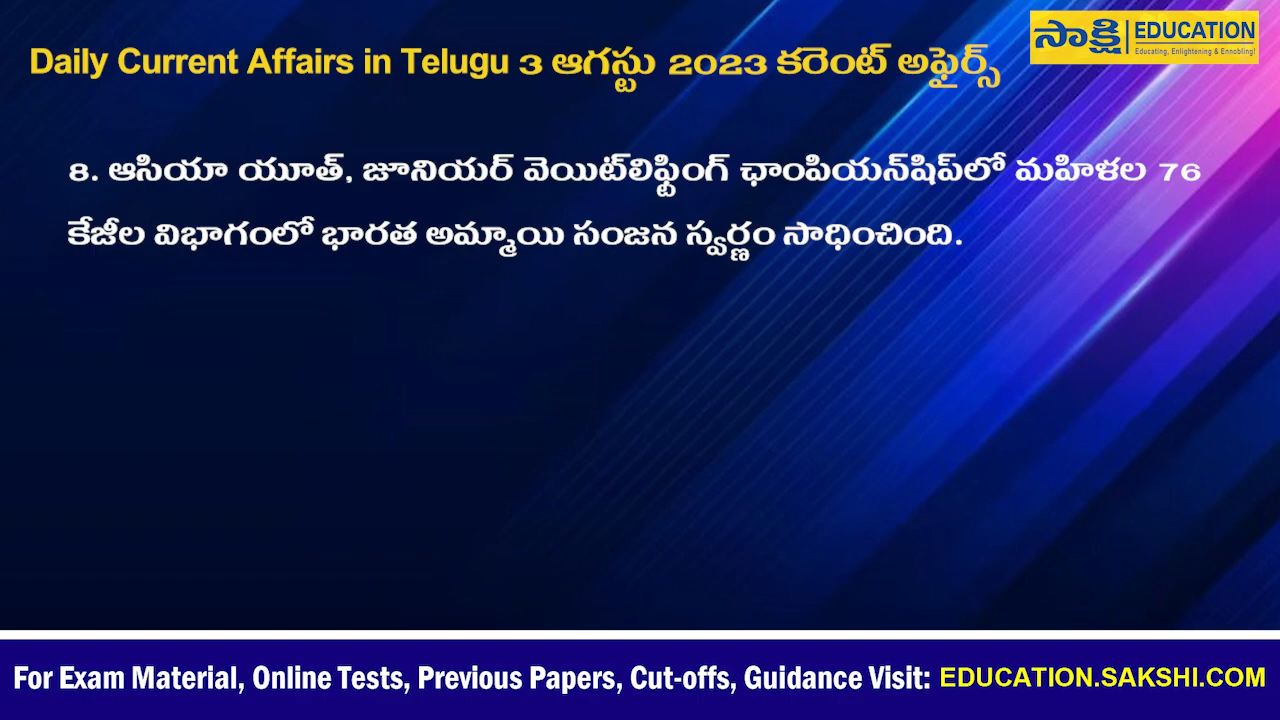 Daily Current Affairs in Telugu 3 ఆగస్టు 2023 కరెంట్ అఫైర్స్
సాక్షి EDUCATION
Educating, Enlightening & Ennobling!
8. ఆసియా యూత్, జూనియర్ వెయిట్‌లిఫ్టింగ్ ఛాంపియన్‌షిప్‌లో మహిళల 76
కేజీల విభాగంలో భారత అమ్మాయి సంజన స్వర్ణం సాధించింది.
For Exam Material, Online Tests, Previous Papers, Cut-offs, Guidance Visit: EDUCATION.SAKSHI.COM